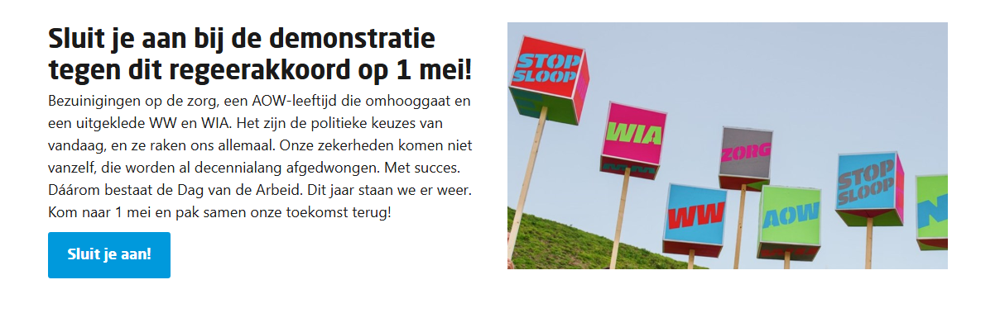 Sluit je aan bij de demonstratie
tegen dit regeerakkoord op 1 mei!
Bezuinigingen op de zorg, een AOW-leeftijd die omhooggaat en
een uitgeklede WW en WIA. Het zijn de politieke keuzes van
vandaag, en ze raken ons allemaal. Onze zekerheden komen niet
vanzelf, die worden al decennialang afgedwongen. Met succes.
Dáárom bestaat de Dag van de Arbeid. Dit jaar staan we er weer.
Kom naar 1 mei en pak samen onze toekomst terug!
Sluit je aan!
STOP
SLOOP
WIA
ZORG
WW
AOW
STOP
SLOOP